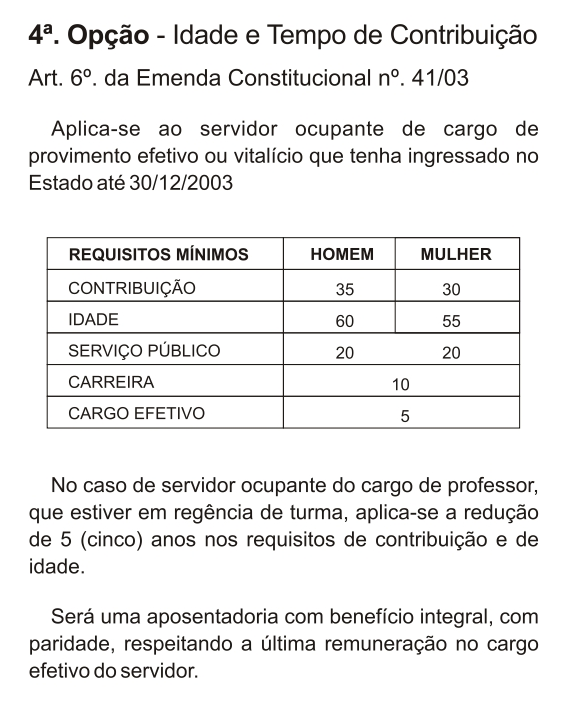 4ª. Opção - Idade e Tempo de Contribuição
Art. 6º. da Emenda Constitucional nº. 41/03
Aplica-se ao servidor ocupante de cargo de
provimento efetivo ou vitalício que tenha ingressado no
Estado até 30/12/2003
REQUISITOS MÍNIMOS HOMEM MULHER
CONTRIBUIÇÃO 35 30
IDADE 60 55
SERVIÇO PÚBLICO 20 20
CARREIRA 10
CARGO EFETIVO 5
No caso de servidor ocupante do cargo de professor,
que estiver em regência de turma, aplica-se a redução
de 5 (cinco) anos nos requisitos de contribuição e de
idade.
Será uma aposentadoria com benefício integral, com
paridade, respeitando a última remuneração no cargo
efetivo do servidor.